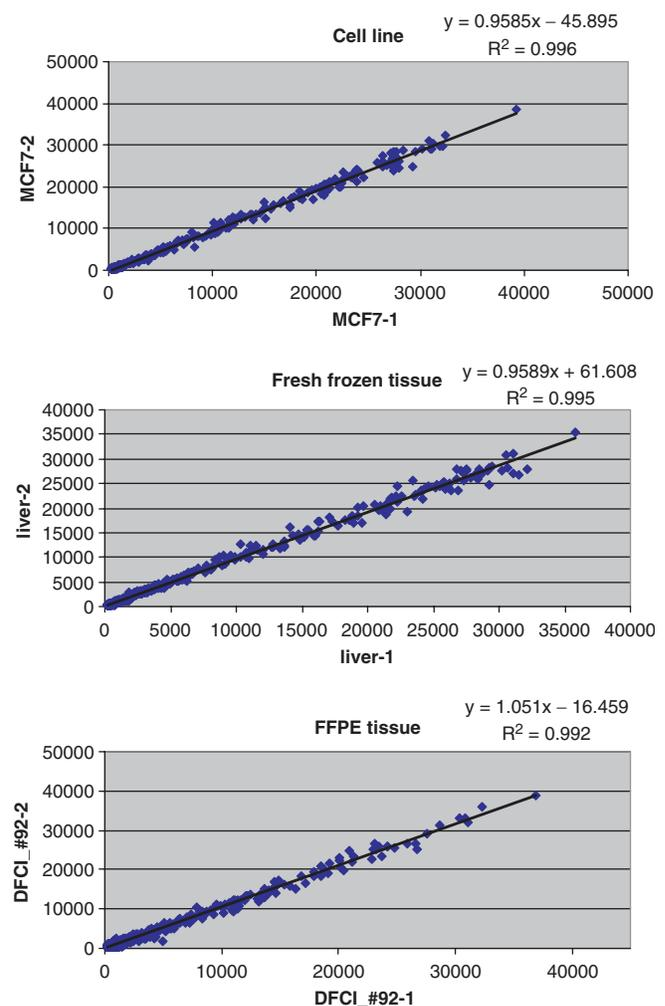 Cell line
y = 0.9585x – 45.895
R² = 0.996
MCF7-2
50000
40000
30000
20000
10000
0
0 10000 20000 30000 40000 50000
MCF7-1
Fresh frozen tissue
y = 0.9589x + 61.608
R² = 0.995
liver-2
40000
35000
30000
25000
20000
15000
10000
5000
0
0 5000 10000 15000 20000 25000 30000 35000 40000
liver-1
FFPE tissue
y = 1.051x – 16.459
R² = 0.992
DFCI_#92-2
50000
40000
30000
20000
10000
0
0 10000 20000 30000 40000
DFCI_#92-1